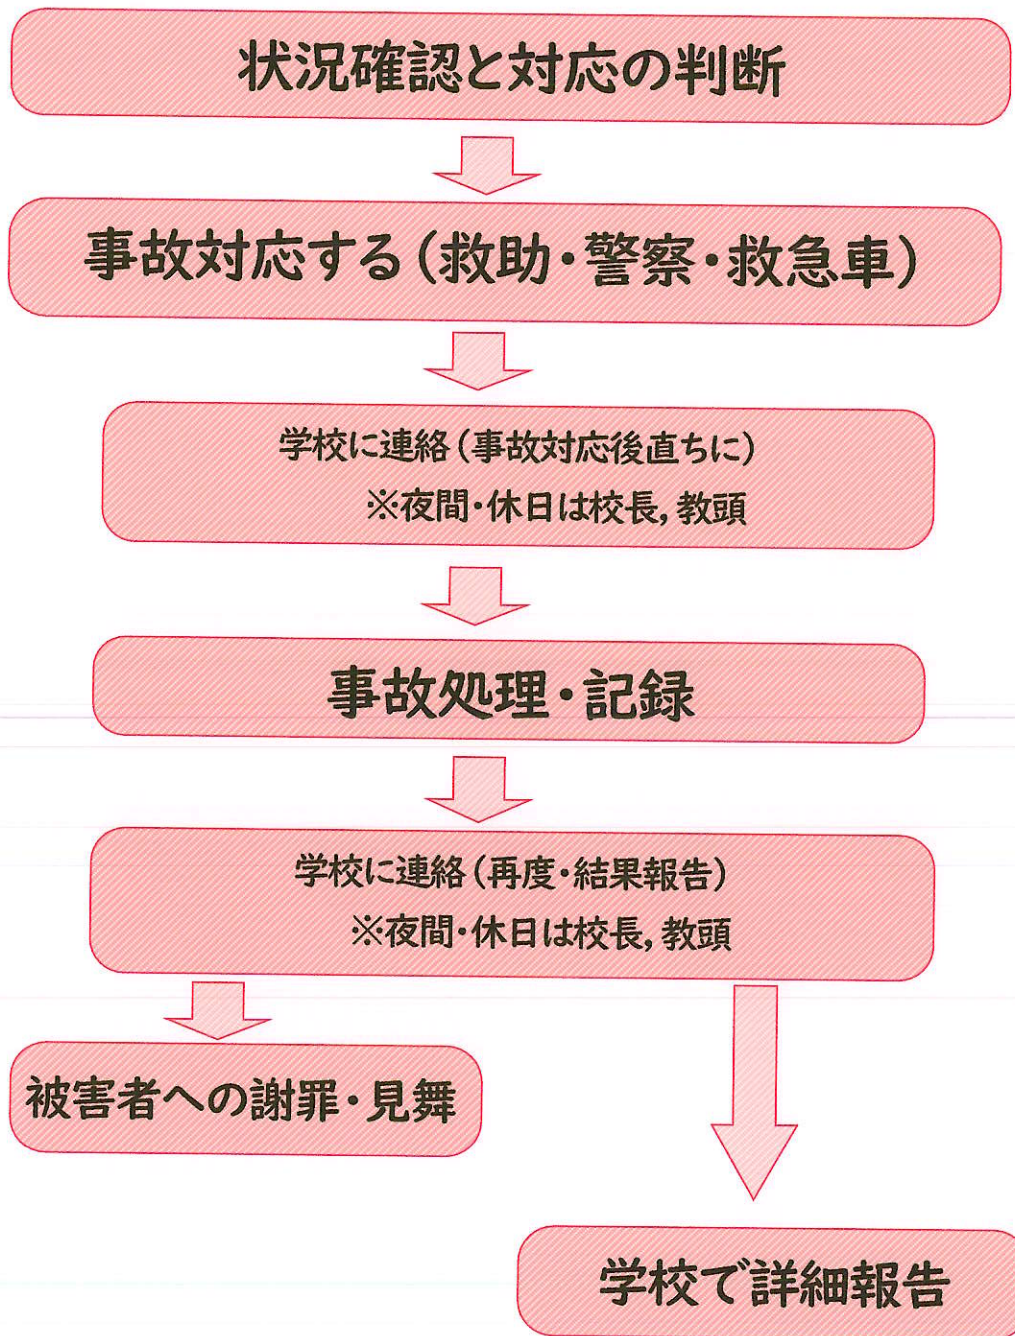 状況確認と対応の判断
事故対応する(救助・警察・救急車)
学校に連絡(事故対応後直ちに)
※夜間・休日は校長,教頭
事故処理・記録
学校に連絡(再度・結果報告)
※夜間・休日は校長,教頭
被害者への謝罪・見舞
学校で詳細報告